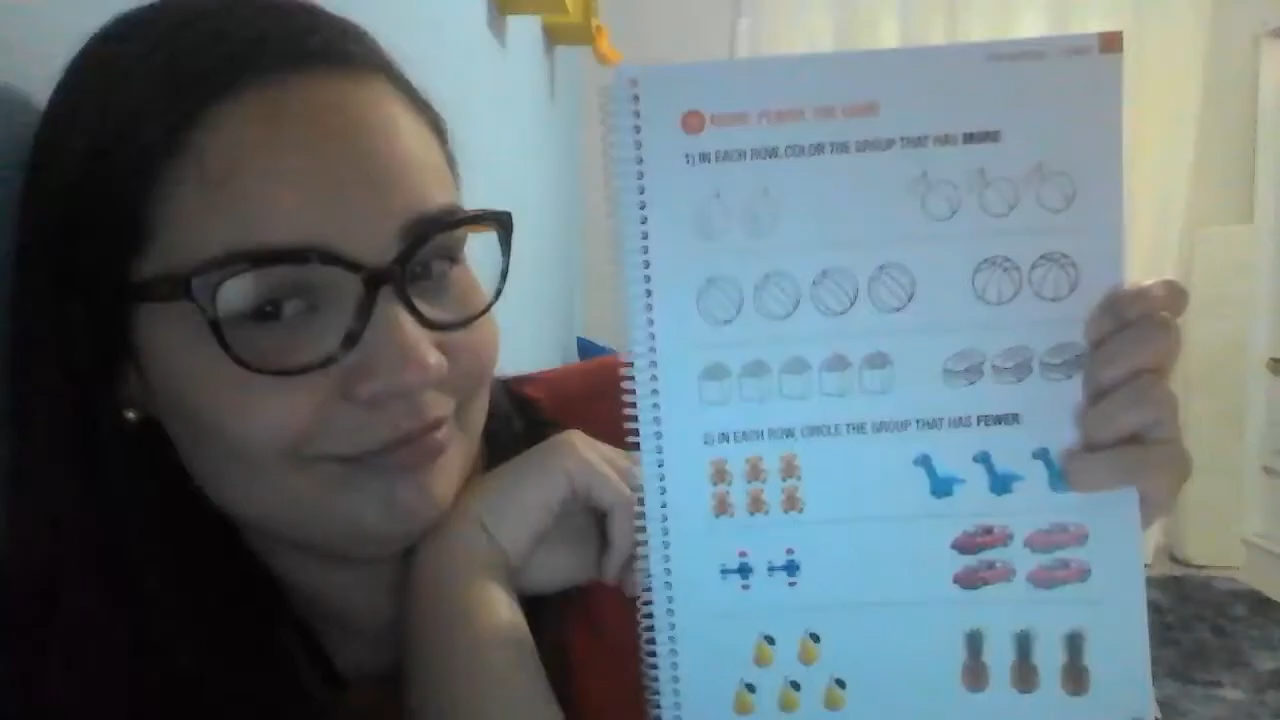 MORE, FEWER, THE SAME
1) IN EACH ROW, COLOR THE GROUP THAT HAS MORE
2) IN EACH ROW, CIRCLE THE GROUP THAT HAS FEWER